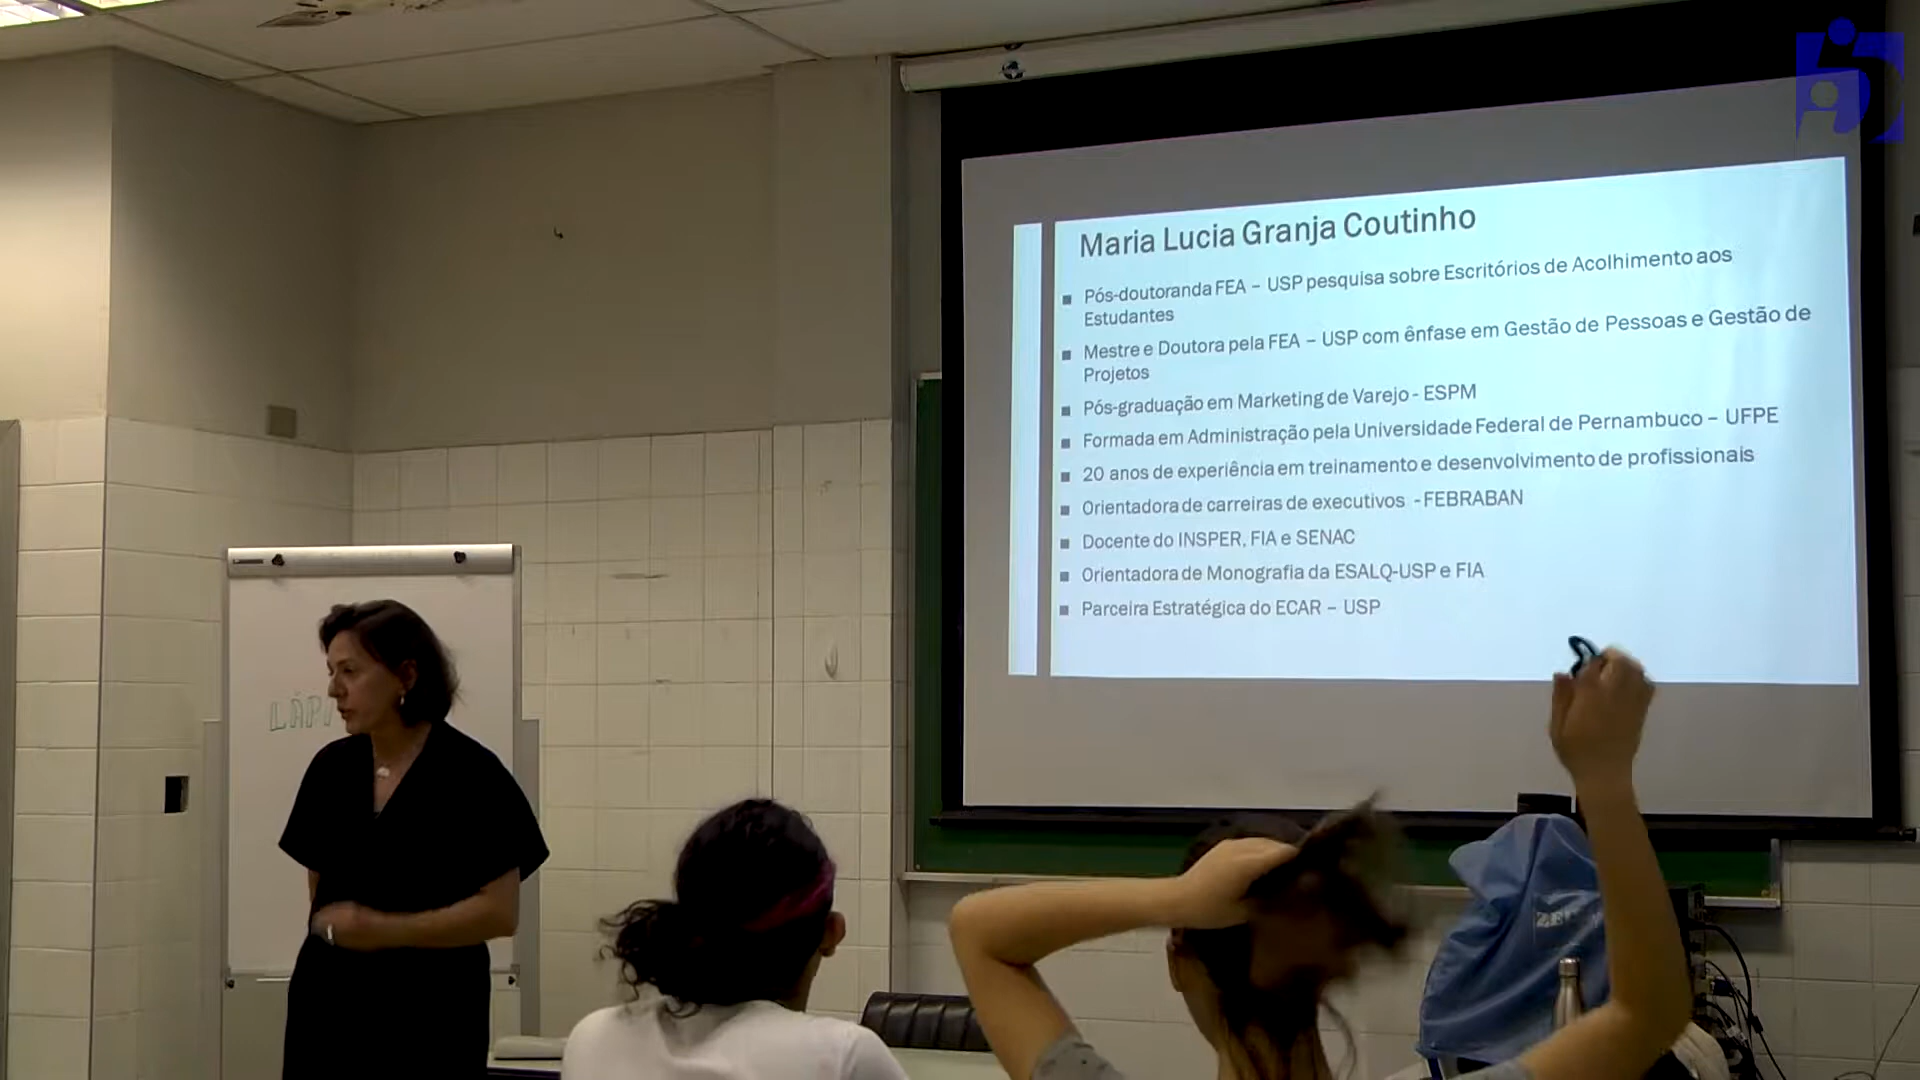 Maria Lucia Granja Coutinho
Pós-doutoranda FEA – USP pesquisa sobre Escritórios de Acolhimento aos
Estudantes
Mestre e Doutora pela FEA – USP com ênfase em Gestão de Pessoas e Gestão de
Projetos
Pós-graduação em Marketing de Varejo - ESPM
Formada em Administração pela Universidade Federal de Pernambuco – UFPE
20 anos de experiência em treinamento e desenvolvimento de profissionais
Orientadora de carreiras de executivos - FEBRABAN
Docente do INSPER, FIA e SENAC
Orientadora de Monografia da ESALQ-USP e FIA
Parceira Estratégica do ECAR – USP